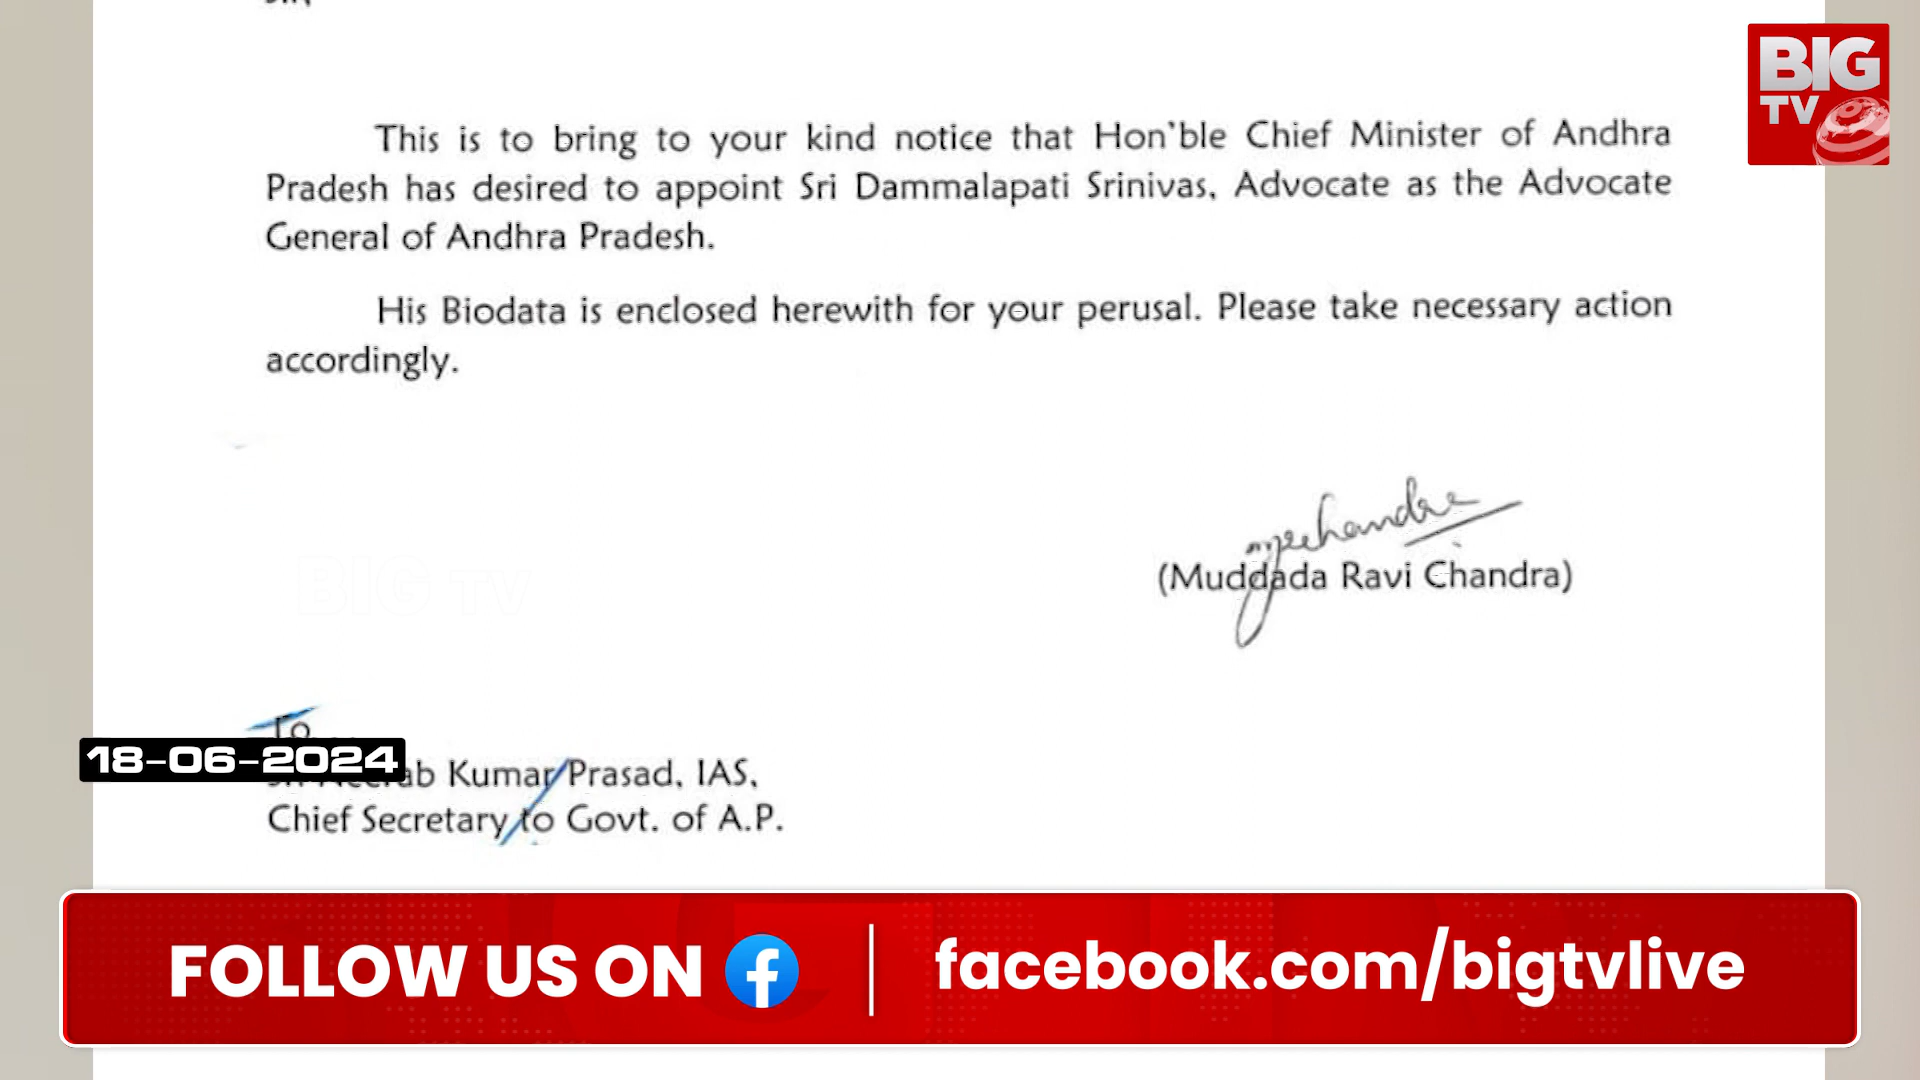 BIG
TV
This is to bring to your kind notice that Hon'ble Chief Minister of Andhra
Pradesh has desired to appoint Sri Dammalapati Srinivas, Advocate as the Advocate
General of Andhra Pradesh.
His Biodata is enclosed herewith for your perusal. Please take necessary action
accordingly.
BIG TV
(Muddada Ravi Chandra)
To
18-06-2024
Kumar Prasad, IAS,
Chief Secretary to Govt. of A.P.
FOLLOW US ON
facebook.com/bigtvlive